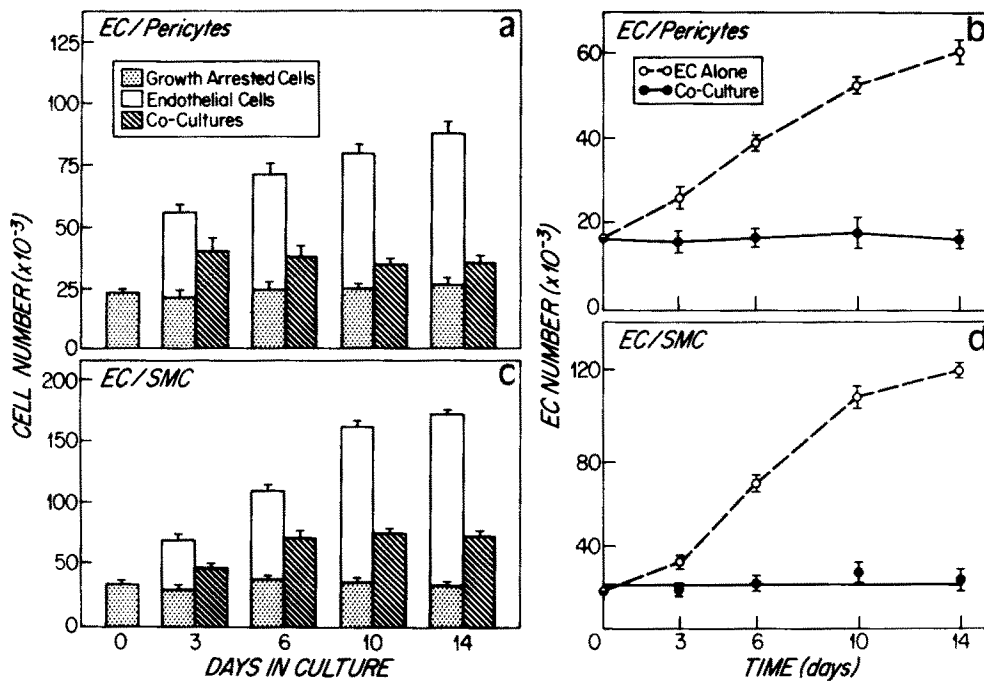 EC/Pericytes
a
125
100
75
50
25
0
Growth Arrested Cells
Endothelial Cells
Co-Cultures
EC/Pericytes
b
60
40
20
0
EC Alone
Co-Culture
CELL NUMBER (x10⁻³)
EC/SMC
c
200
150
100
50
0
0 3 6 10 14
DAYS IN CULTURE
EC NUMBER (x10⁻³)
EC/SMC
d
120
80
40
0 3 6 10 14
TIME (days)